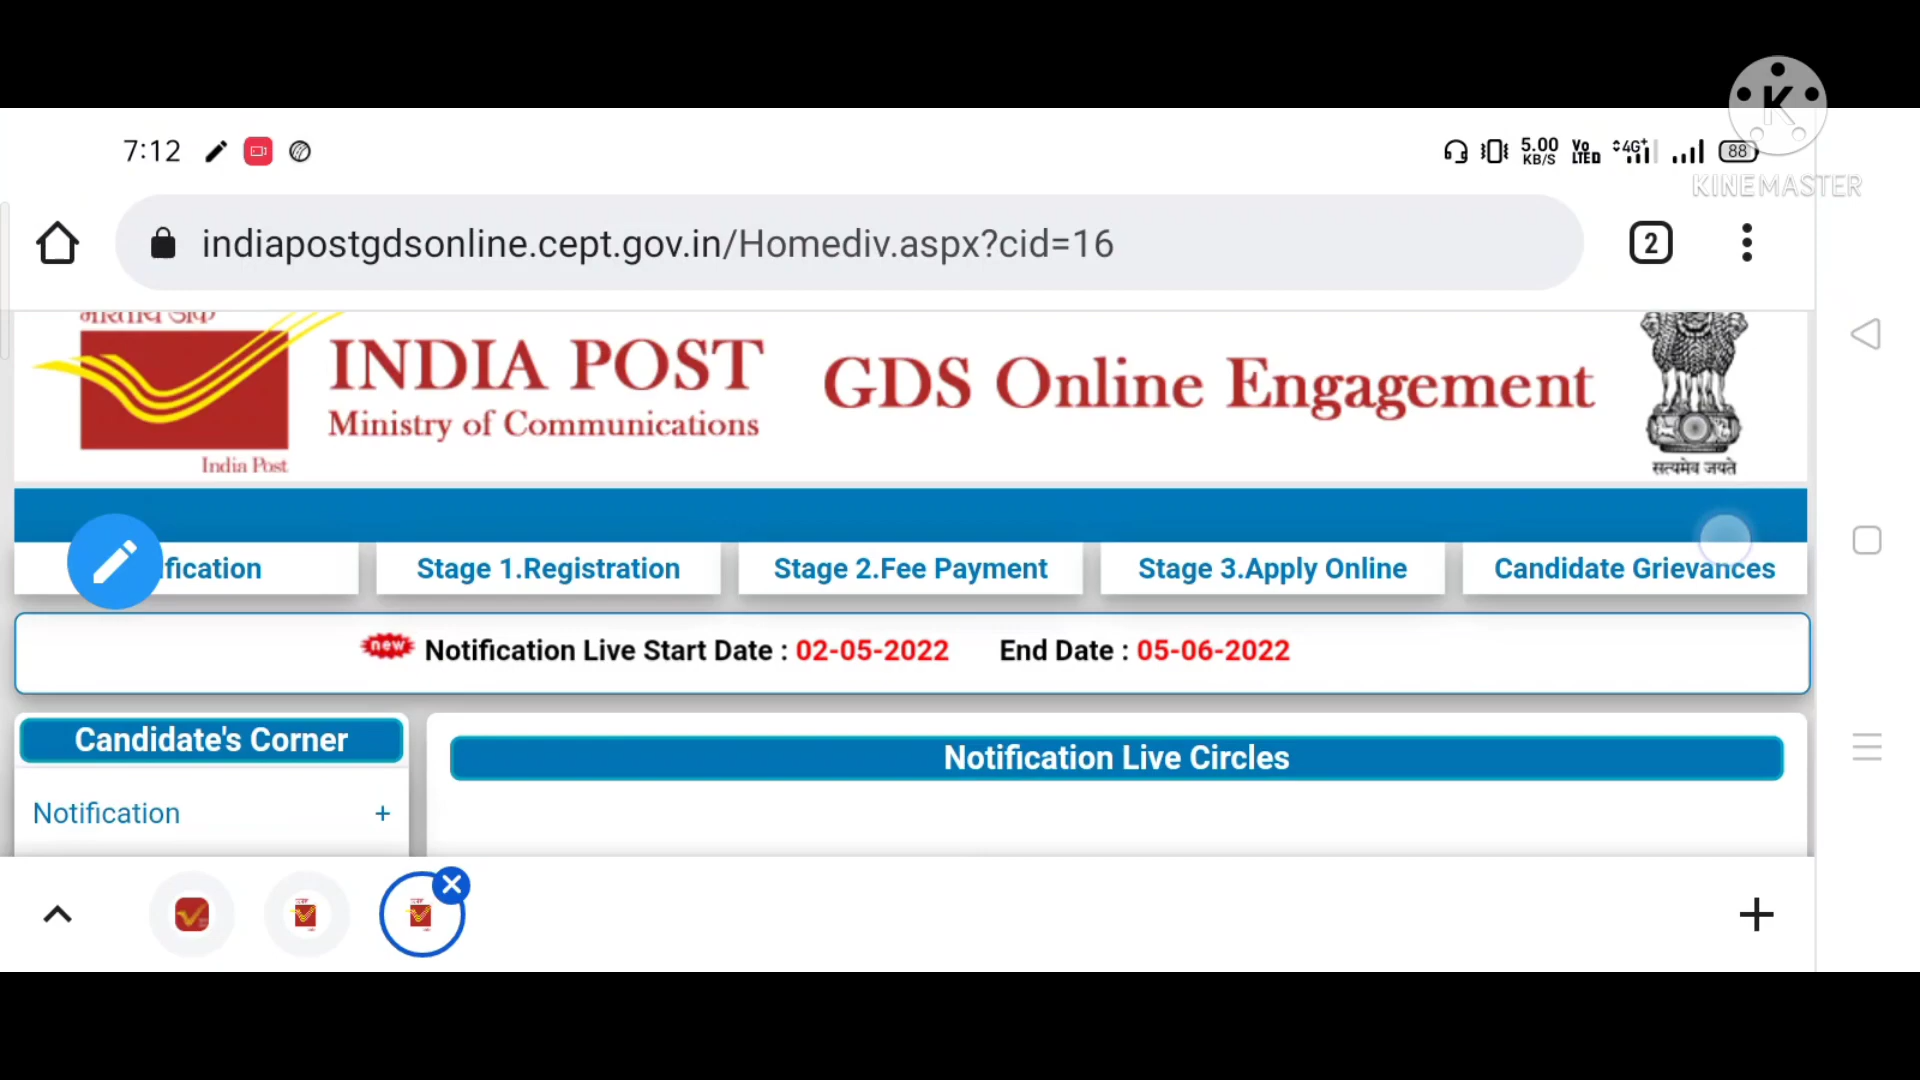 7:12
5.00 KB/S VoLTED 4G+ 88
KINEMASTER
indiapostgdsonline.cept.gov.in/Homediv.aspx?cid=16
2
भारतीय डाक
INDIA POST
Ministry of Communications
India Post
GDS Online Engagement
सत्यमेव जयते
fication
Stage 1.Registration
Stage 2.Fee Payment
Stage 3.Apply Online
Candidate Grievances
new Notification Live Start Date : 02-05-2022 End Date : 05-06-2022
Candidate's Corner
Notification Live Circles
Notification +